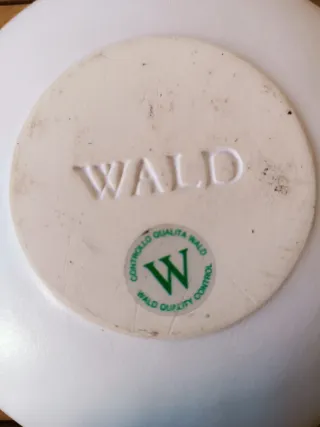 WALD
CONTROLLO QUALITA WALD
W
WALD QUALITY CONTROL